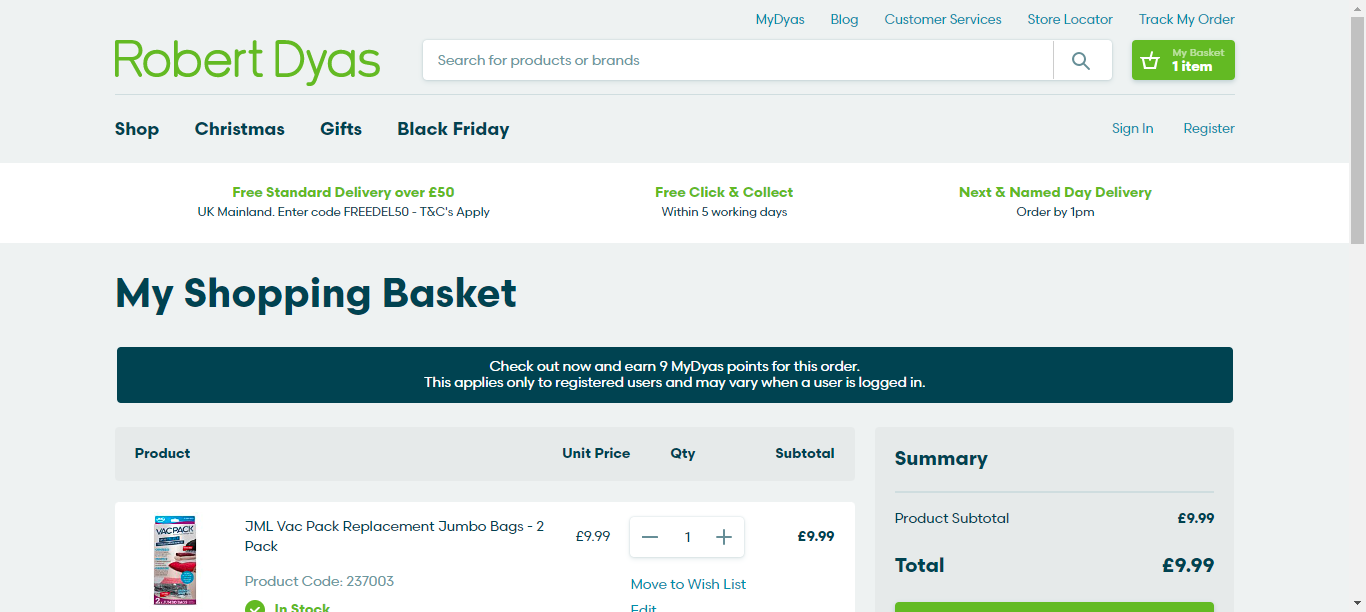 MyDyas Blog Customer Services Store Locator Track My Order
Robert Dyas
Search for products or brands
My Basket
1 item
Shop Christmas Gifts Black Friday
Sign In Register
Free Standard Delivery over £50
UK Mainland. Enter code FREEDEL50 - T&C's Apply
Free Click & Collect
Within 5 working days
Next & Named Day Delivery
Order by 1pm
My Shopping Basket
Check out now and earn 9 MyDyas points for this order.
This applies only to registered users and may vary when a user is logged in.
Product Unit Price Qty Subtotal
VACPACK
JML Vac Pack Replacement Jumbo Bags - 2
Pack
Product Code: 237003
In Stock
£9.99
1
£9.99
Move to Wish List
Edit
Summary
Product Subtotal £9.99
Total £9.99